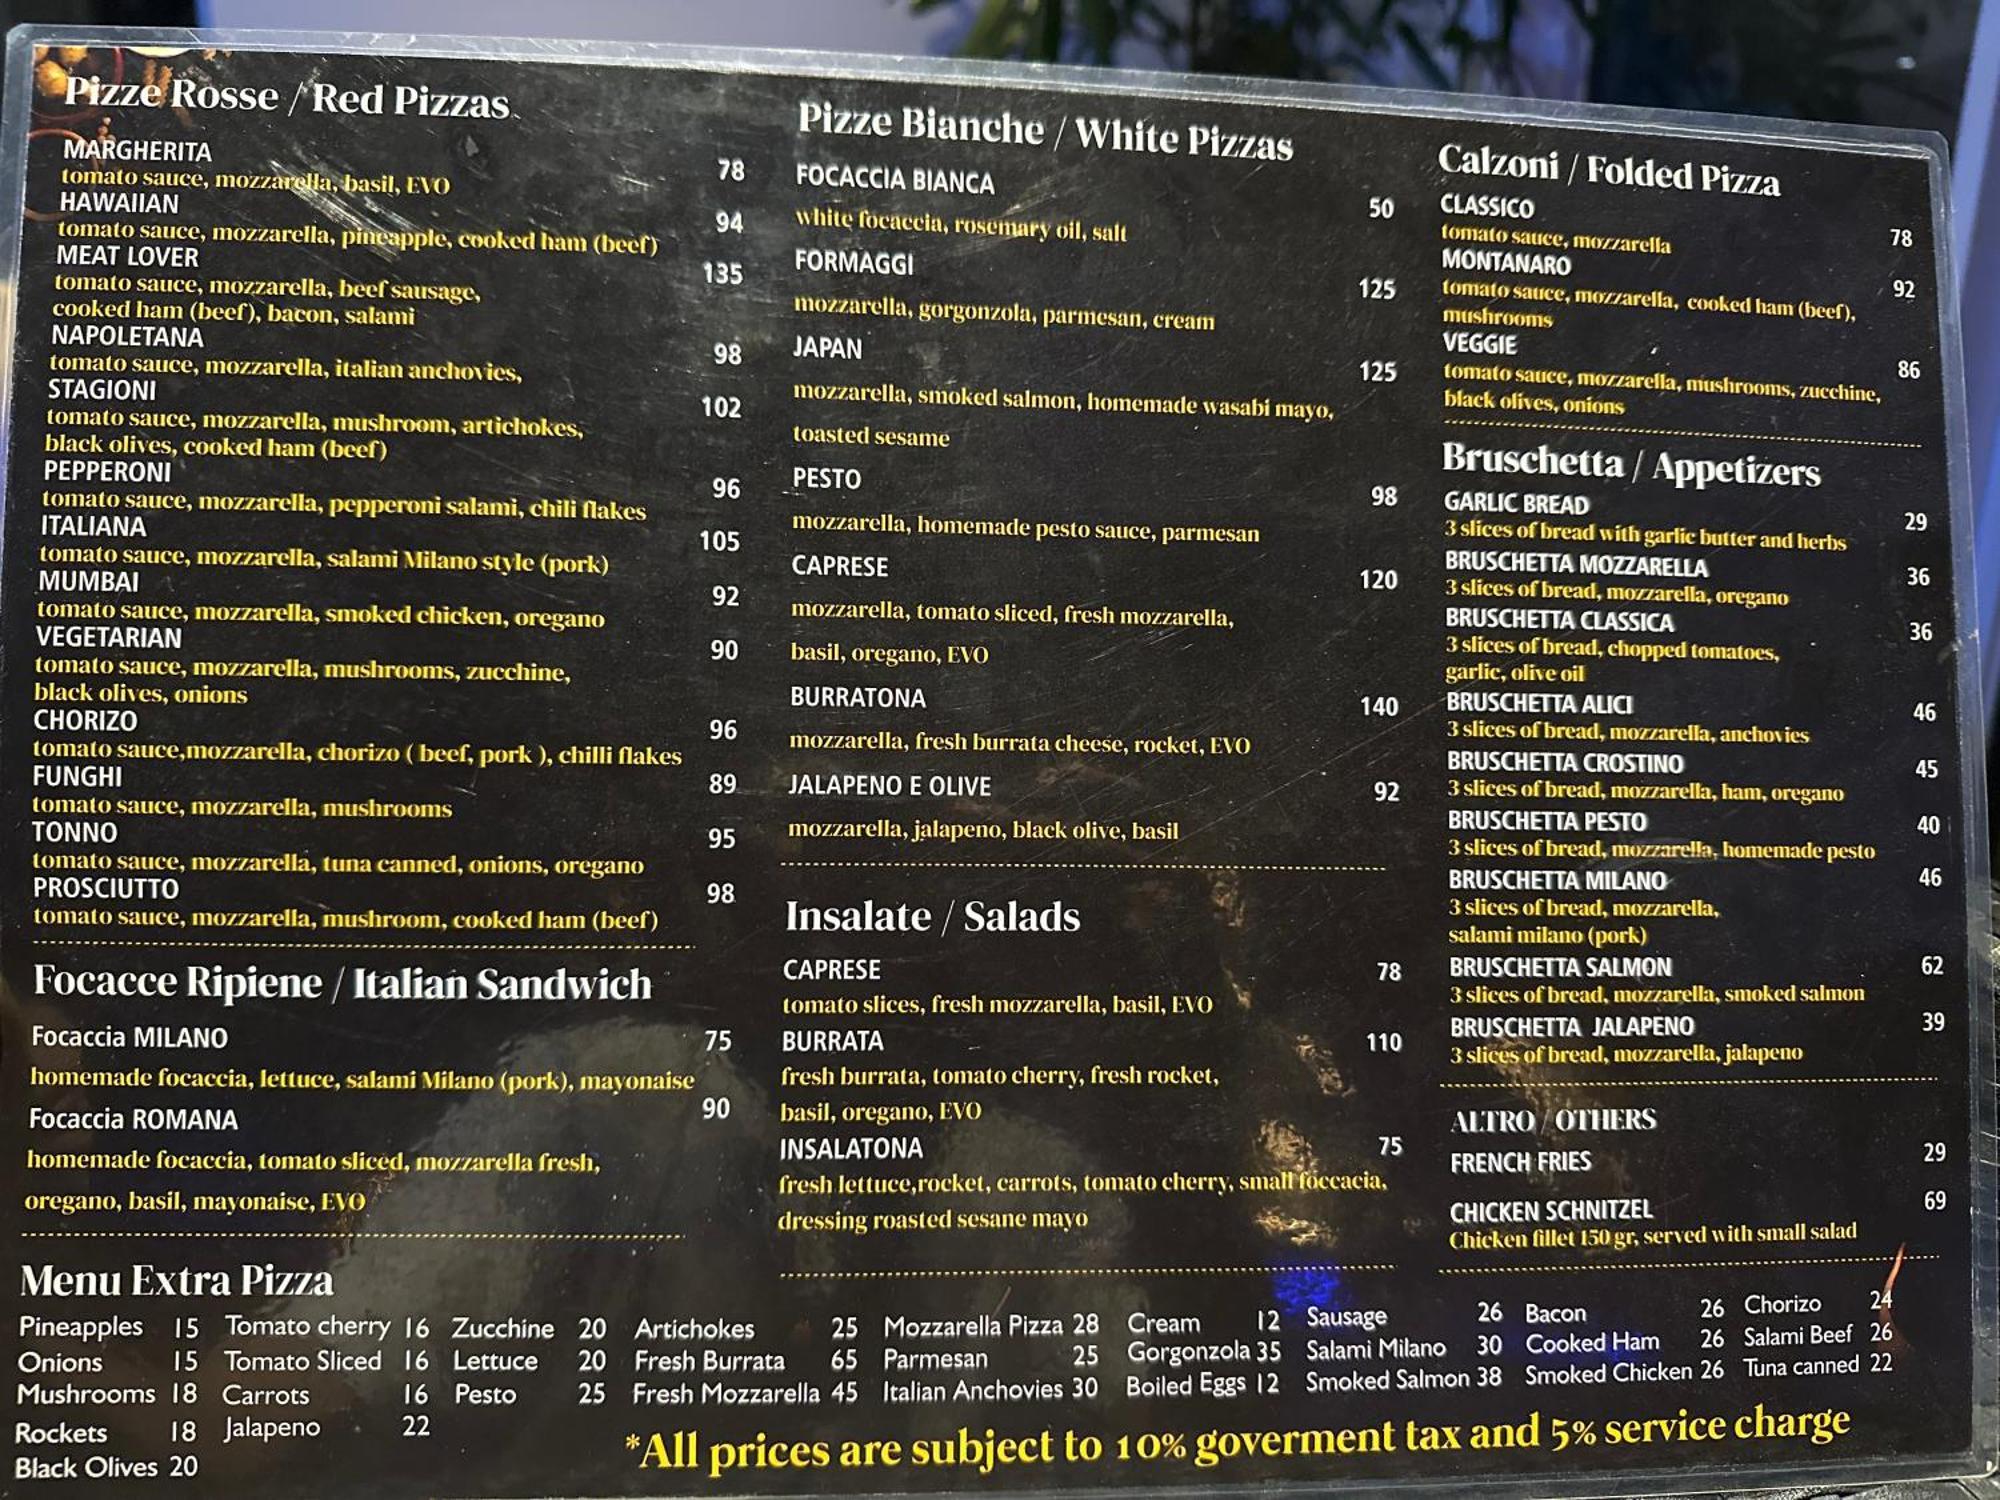 Pizze Rosse / Red Pizzas
MARGHERITA 78
tomato sauce, mozzarella, basil, EVO
HAWAIIAN 94
tomato sauce, mozzarella, pineapple, cooked ham (beef)
MEAT LOVER 135
tomato sauce, mozzarella, beef sausage,
cooked ham (beef), bacon, salami
NAPOLETANA 98
tomato sauce, mozzarella, italian anchovies,
STAGIONI 102
tomato sauce, mozzarella, mushroom, artichokes,
black olives, cooked ham (beef)
PEPPERONI 96
tomato sauce, mozzarella, pepperoni salami, chili flakes
ITALIANA 105
tomato sauce, mozzarella, salami Milano style (pork)
MUMBAI 92
tomato sauce, mozzarella, smoked chicken, oregano
VEGETARIAN 90
tomato sauce, mozzarella, mushrooms, zucchine,
black olives, onions
CHORIZO 96
tomato sauce,mozzarella, chorizo ( beef, pork ), chilli flakes
FUNGHI 89
tomato sauce, mozzarella, mushrooms
TONNO 95
tomato sauce, mozzarella, tuna canned, onions, oregano
PROSCIUTTO 98
tomato sauce, mozzarella, mushroom, cooked ham (beef)
Focacce Ripiene / Italian Sandwich
Focaccia MILANO 75
homemade focaccia, lettuce, salami Milano (pork), mayonaise
Focaccia ROMANA 90
homemade focaccia, tomato sliced, mozzarella fresh,
oregano, basil, mayonaise, EVO
Pizze Bianche / White Pizzas
FOCACCIA BIANCA 50
white focaccia, rosemary oil, salt
FORMAGGI 125
mozzarella, gorgonzola, parmesan, cream
JAPAN 125
mozzarella, smoked salmon, homemade wasabi mayo,
toasted sesame
PESTO 98
mozzarella, homemade pesto sauce, parmesan
CAPRESE 120
mozzarella, tomato sliced, fresh mozzarella,
basil, oregano, EVO
BURRATONA 140
mozzarella, fresh burrata cheese, rocket, EVO
JALAPENO E OLIVE 92
mozzarella, jalapeno, black olive, basil
Insalate / Salads
CAPRESE 78
tomato slices, fresh mozzarella, basil, EVO
BURRATA 110
fresh burrata, tomato cherry, fresh rocket,
basil, oregano, EVO
INSALATONA 75
fresh lettuce,rocket, carrots, tomato cherry, small foccacia,
dressing roasted sesane mayo
Calzoni / Folded Pizza
CLASSICO 78
tomato sauce, mozzarella
MONTANARO 92
tomato sauce, mozzarella, cooked ham (beef),
mushrooms
VEGGIE 86
tomato sauce, mozzarella, mushrooms, zucchine,
black olives, onions
Bruschetta / Appetizers
GARLIC BREAD 29
3 slices of bread with garlic butter and herbs
BRUSCHETTA MOZZARELLA 36
3 slices of bread, mozzarella, oregano
BRUSCHETTA CLASSICA 36
3 slices of bread, chopped tomatoes,
garlic, olive oil
BRUSCHETTA ALICI 46
3 slices of bread, mozzarella, anchovies
BRUSCHETTA CROSTINO 45
3 slices of bread, mozzarella, ham, oregano
BRUSCHETTA PESTO 40
3 slices of bread, mozzarella, homemade pesto
BRUSCHETTA MILANO 46
3 slices of bread, mozzarella,
salami milano (pork)
BRUSCHETTA SALMON 62
3 slices of bread, mozzarella, smoked salmon
BRUSCHETTA JALAPENO 39
3 slices of bread, mozzarella, jalapeno
ALTRO / OTHERS
FRENCH FRIES 29
CHICKEN SCHNITZEL 69
Chicken fillet 150 gr, served with small salad
Menu Extra Pizza
Pineapples 15 Tomato cherry 16 Zucchine 20 Artichokes 25 Mozzarella Pizza 28 Cream 12 Sausage 26 Bacon 26 Chorizo 24
Onions 15 Tomato Sliced 16 Lettuce 20 Fresh Burrata 65 Parmesan 25 Gorgonzola 35 Salami Milano 30 Cooked Ham 26 Salami Beef 26
Mushrooms 18 Carrots 16 Pesto 25 Fresh Mozzarella 45 Italian Anchovies 30 Boiled Eggs 12 Smoked Salmon 38 Smoked Chicken 26 Tuna canned 22
Rockets 18 Jalapeno 22
Black Olives 20
*All prices are subject to 10% goverment tax and 5% service charge